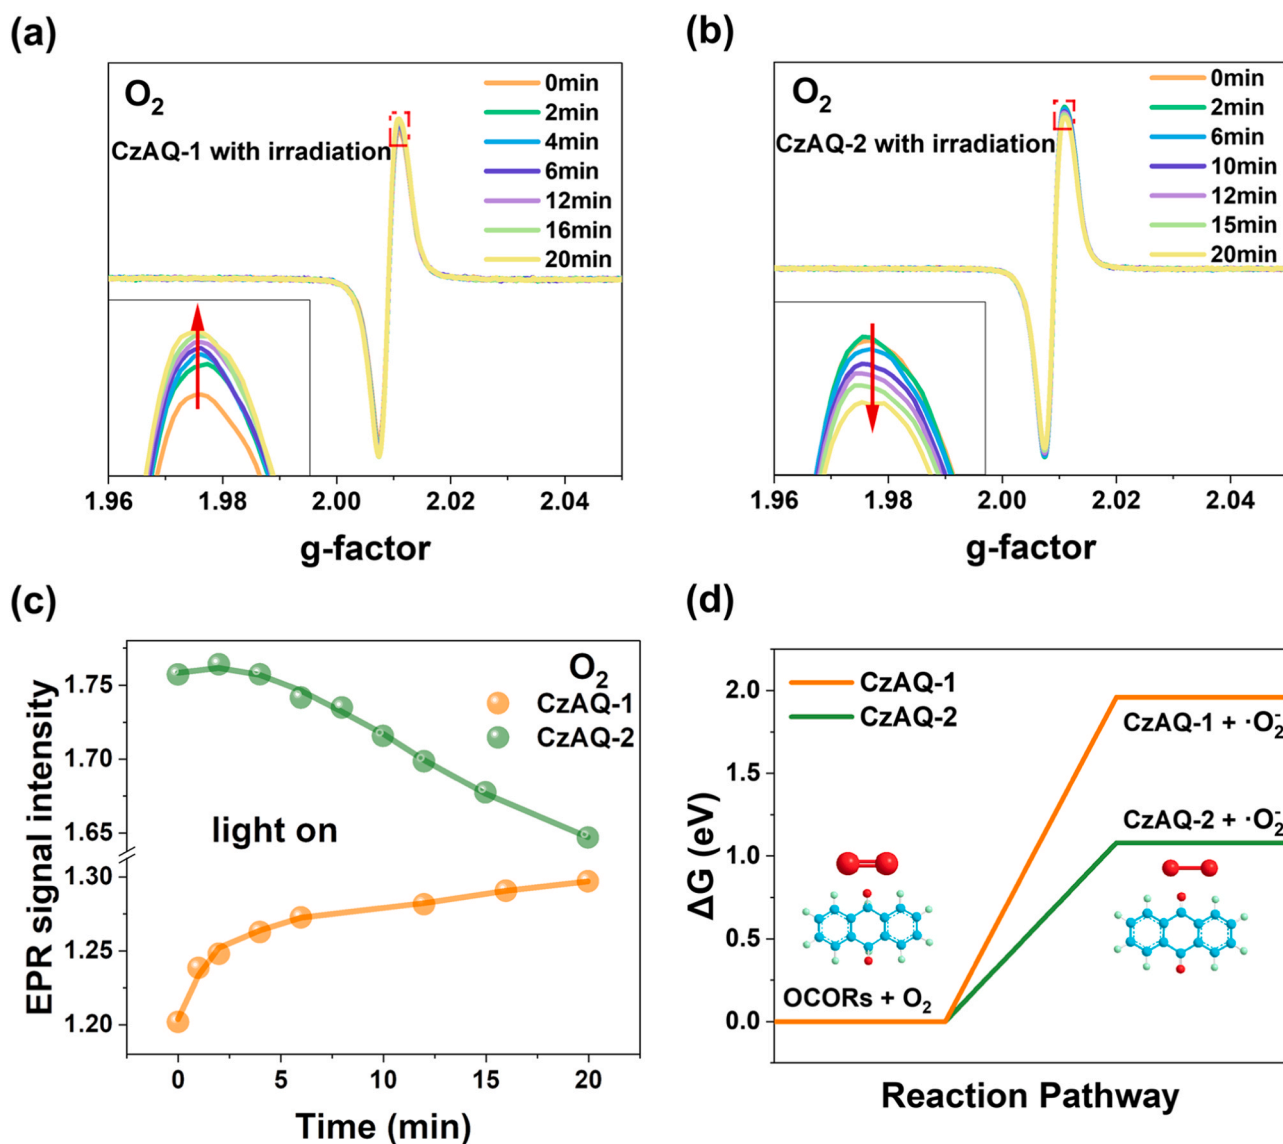 (a)
O2
CzAQ-1 with irradiation
0min
2min
4min
6min
12min
16min
20min
1.96
1.98
2.00
2.02
2.04
g-factor
(b)
O2
CzAQ-2 with irradiation
0min
2min
6min
10min
12min
15min
20min
1.96
1.98
2.00
2.02
2.04
g-factor
(c)
EPR signal intensity
1.75
1.70
1.65
1.30
1.25
1.20
O2
CzAQ-1
CzAQ-2
light on
0
5
10
15
20
Time (min)
(d)
ΔG (eV)
2.0
1.5
1.0
0.5
0.0
CzAQ-1
CzAQ-2
CzAQ-1 + ·O2-
CzAQ-2 + ·O2-
OCORs + O2
Reaction Pathway